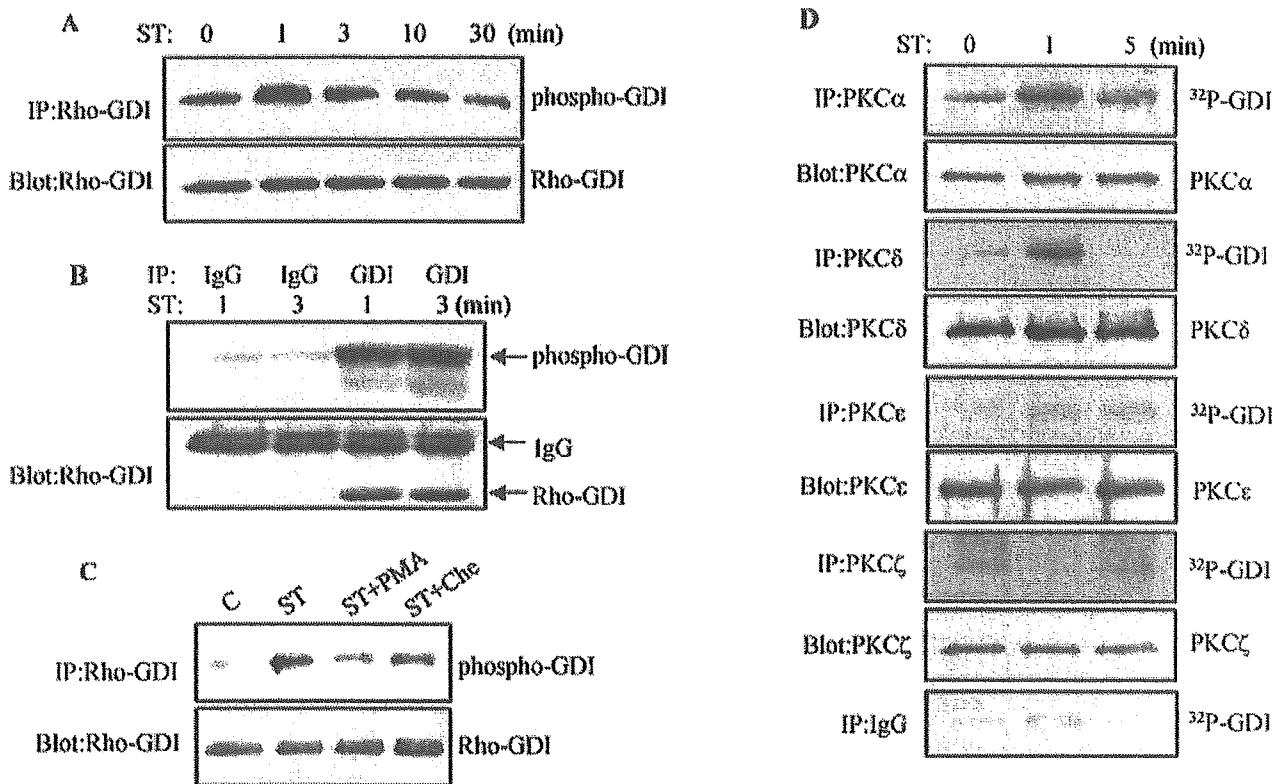 A
ST: 0 1 3 10 30 (min)
IP:Rho-GDI phospho-GDI
Blot:Rho-GDI Rho-GDI
B
IP: IgG IgG GDI GDI
ST: 1 3 1 3 (min)
phospho-GDI
IgG
Blot:Rho-GDI Rho-GDI
C
C ST ST+PMA ST+Che
IP:Rho-GDI phospho-GDI
Blot:Rho-GDI Rho-GDI
D
ST: 0 1 5 (min)
IP:PKCα ³²P-GDI
Blot:PKCα PKCα
IP:PKCδ ³²P-GDI
Blot:PKCδ PKCδ
IP:PKCε ³²P-GDI
Blot:PKCε PKCε
IP:PKCζ ³²P-GDI
Blot:PKCζ PKCζ
IP:IgG ³²P-GDI